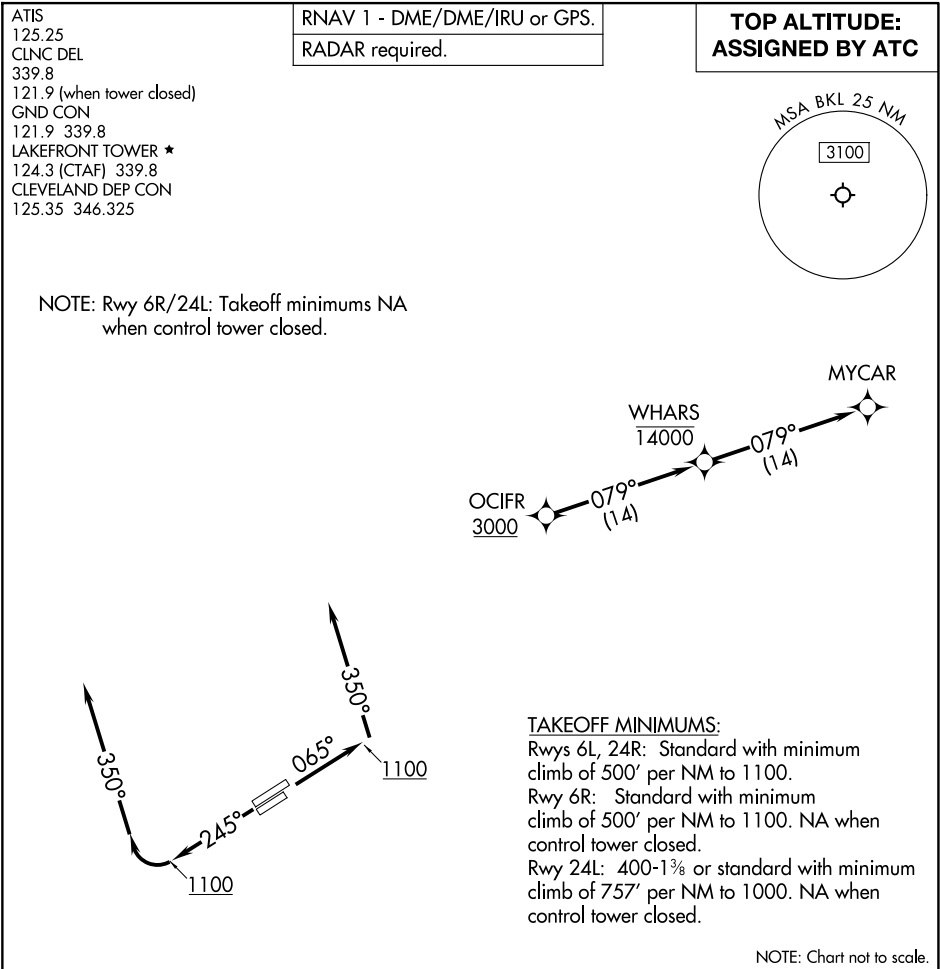 ATIS
125.25
CLNC DEL
339.8
121.9 (when tower closed)
GND CON
121.9 339.8
LAKEFRONT TOWER ★
124.3 (CTAF) 339.8
CLEVELAND DEP CON
125.35 346.325
RNAV 1 - DME/DME/IRU or GPS.
RADAR required.
TOP ALTITUDE:
ASSIGNED BY ATC
MSA BKL 25 NM
3100
NOTE: Rwy 6R/24L: Takeoff minimums NA
when control tower closed.
MYCAR
WHARS
14000
079°
(14)
OCIFR
3000
079°
(14)
350°
350°
065°
1100
245°
1100
TAKEOFF MINIMUMS:
Rwys 6L, 24R: Standard with minimum
climb of 500' per NM to 1100.
Rwy 6R: Standard with minimum
climb of 500' per NM to 1100. NA when
control tower closed.
Rwy 24L: 400-1⅜ or standard with minimum
climb of 757' per NM to 1000. NA when
control tower closed.
NOTE: Chart not to scale.